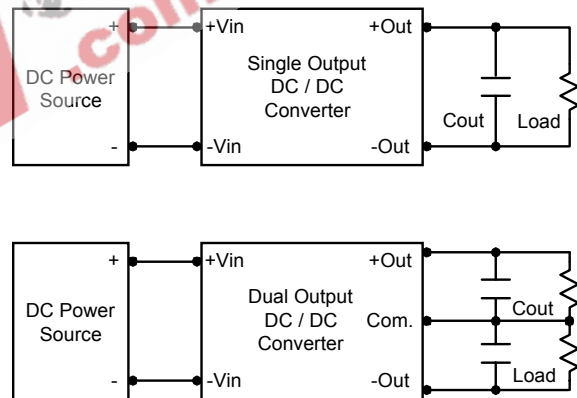 .com
+ +Vin +Out
Single Output
DC / DC
Converter
DC Power
Source
Cout Load
- -Vin -Out
+ +Vin +Out
Dual Output
DC / DC
Converter
DC Power
Source
Com.
Cout
Load
- -Vin -Out